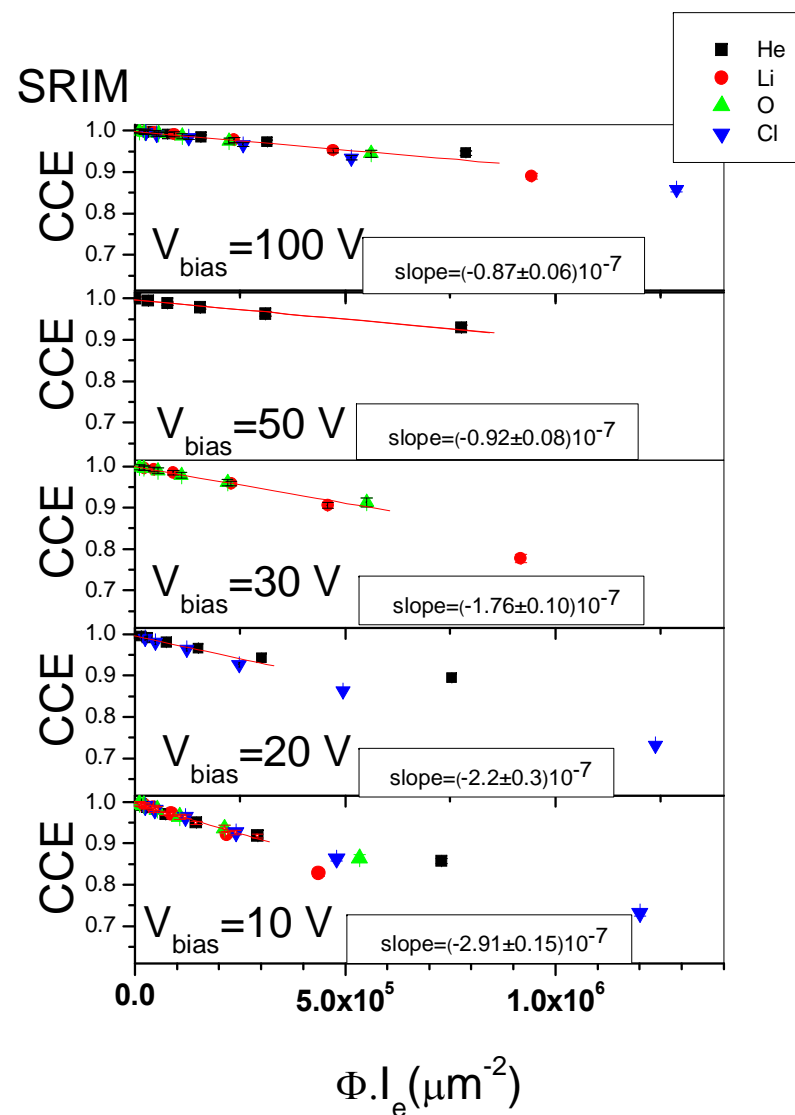 He
Li
O
Cl
SRIM
1.0
0.9
0.8
0.7
CCE
V_bias=100 V
slope=(-0.87±0.06)10^-7
1.0
0.9
0.8
0.7
CCE
V_bias=50 V
slope=(-0.92±0.08)10^-7
1.0
0.9
0.8
0.7
CCE
V_bias=30 V
slope=(-1.76±0.10)10^-7
1.0
0.9
0.8
0.7
CCE
V_bias=20 V
slope=(-2.2±0.3)10^-7
1.0
0.9
0.8
0.7
CCE
V_bias=10 V
slope=(-2.91±0.15)10^-7
0.0 5.0x10^5 1.0x10^6
Φ.I_e(μm^-2)